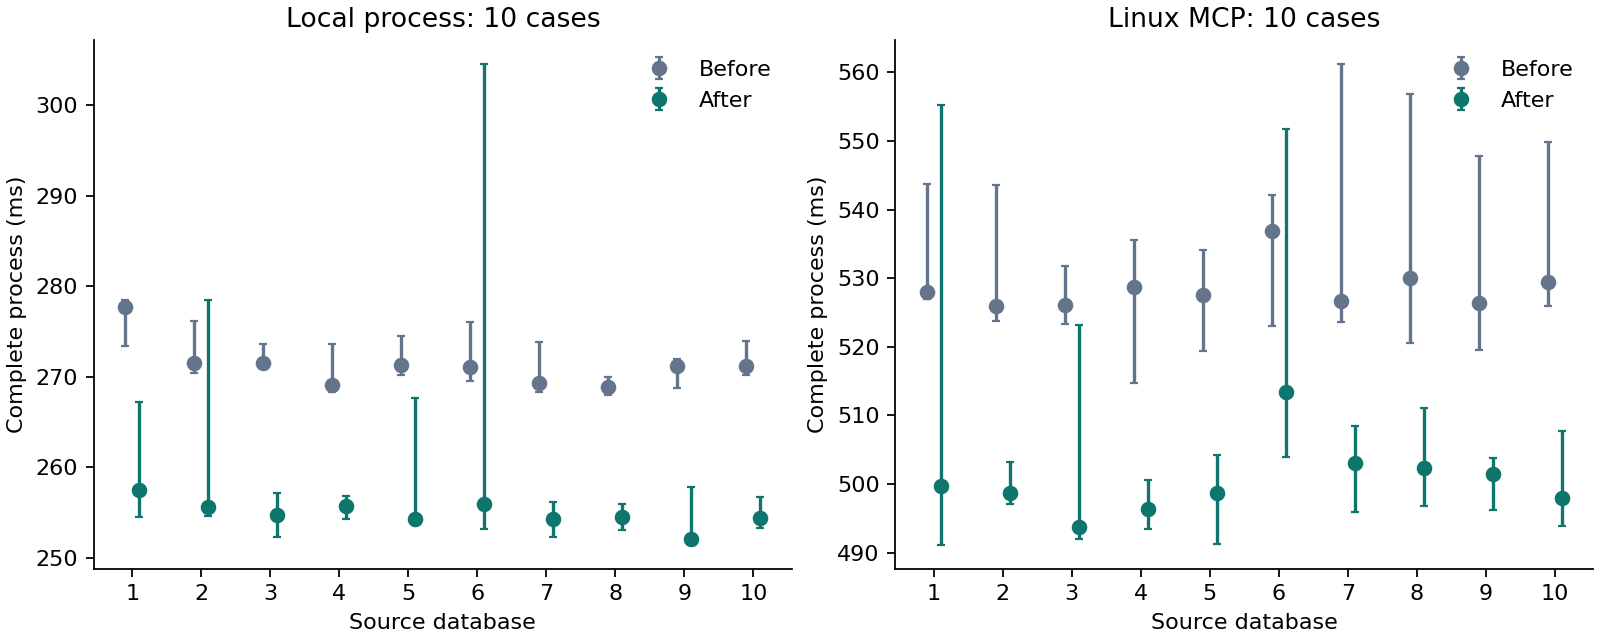 Local process: 10 cases
Complete process (ms)
300
290
280
270
260
250
Before
After
1 2 3 4 5 6 7 8 9 10
Source database
Linux MCP: 10 cases
Complete process (ms)
560
550
540
530
520
510
500
490
Before
After
1 2 3 4 5 6 7 8 9 10
Source database